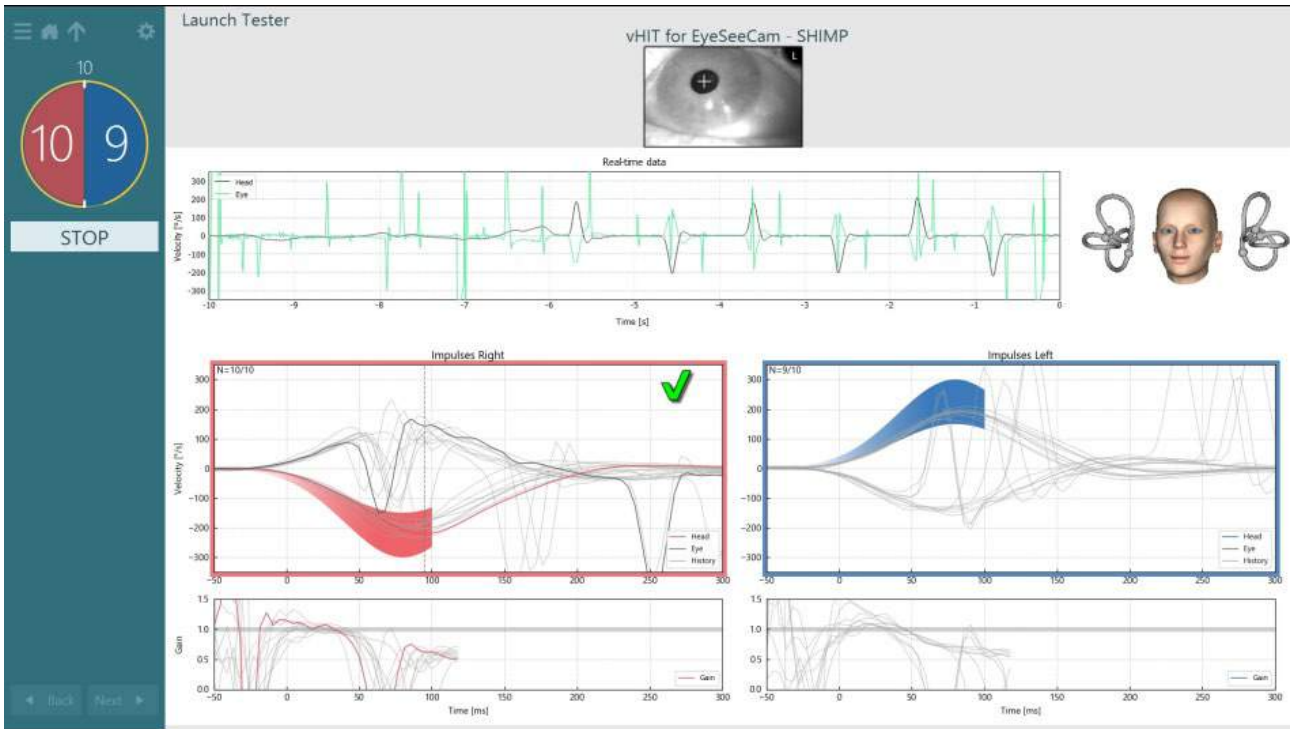 Launch Tester
vHIT for EyeSeeCam - SHIMP
L
10
10 9
STOP
Back Next
Real-time data
Head
Eye
Velocity [°/s]
300
200
100
0
−100
−200
−300
-10 -9 -8 -7 -6 -5 -4 -3 -2 -1 0
Time [s]
Impulses Right
N=10/10
Velocity [°/s]
300
200
100
0
−100
−200
−300
Head
Eye
History
−50 0 50 100 150 200 250 300
Impulses Left
N=9/10
300
200
100
0
−100
−200
−300
Head
Eye
History
−50 0 50 100 150 200 250 300
Gain
1.5
1.0
0.5
0.0
Gain
−50 0 50 100 150 200 250 300
Time [ms]
1.5
1.0
0.5
0.0
Gain
−50 0 50 100 150 200 250 300
Time [ms]